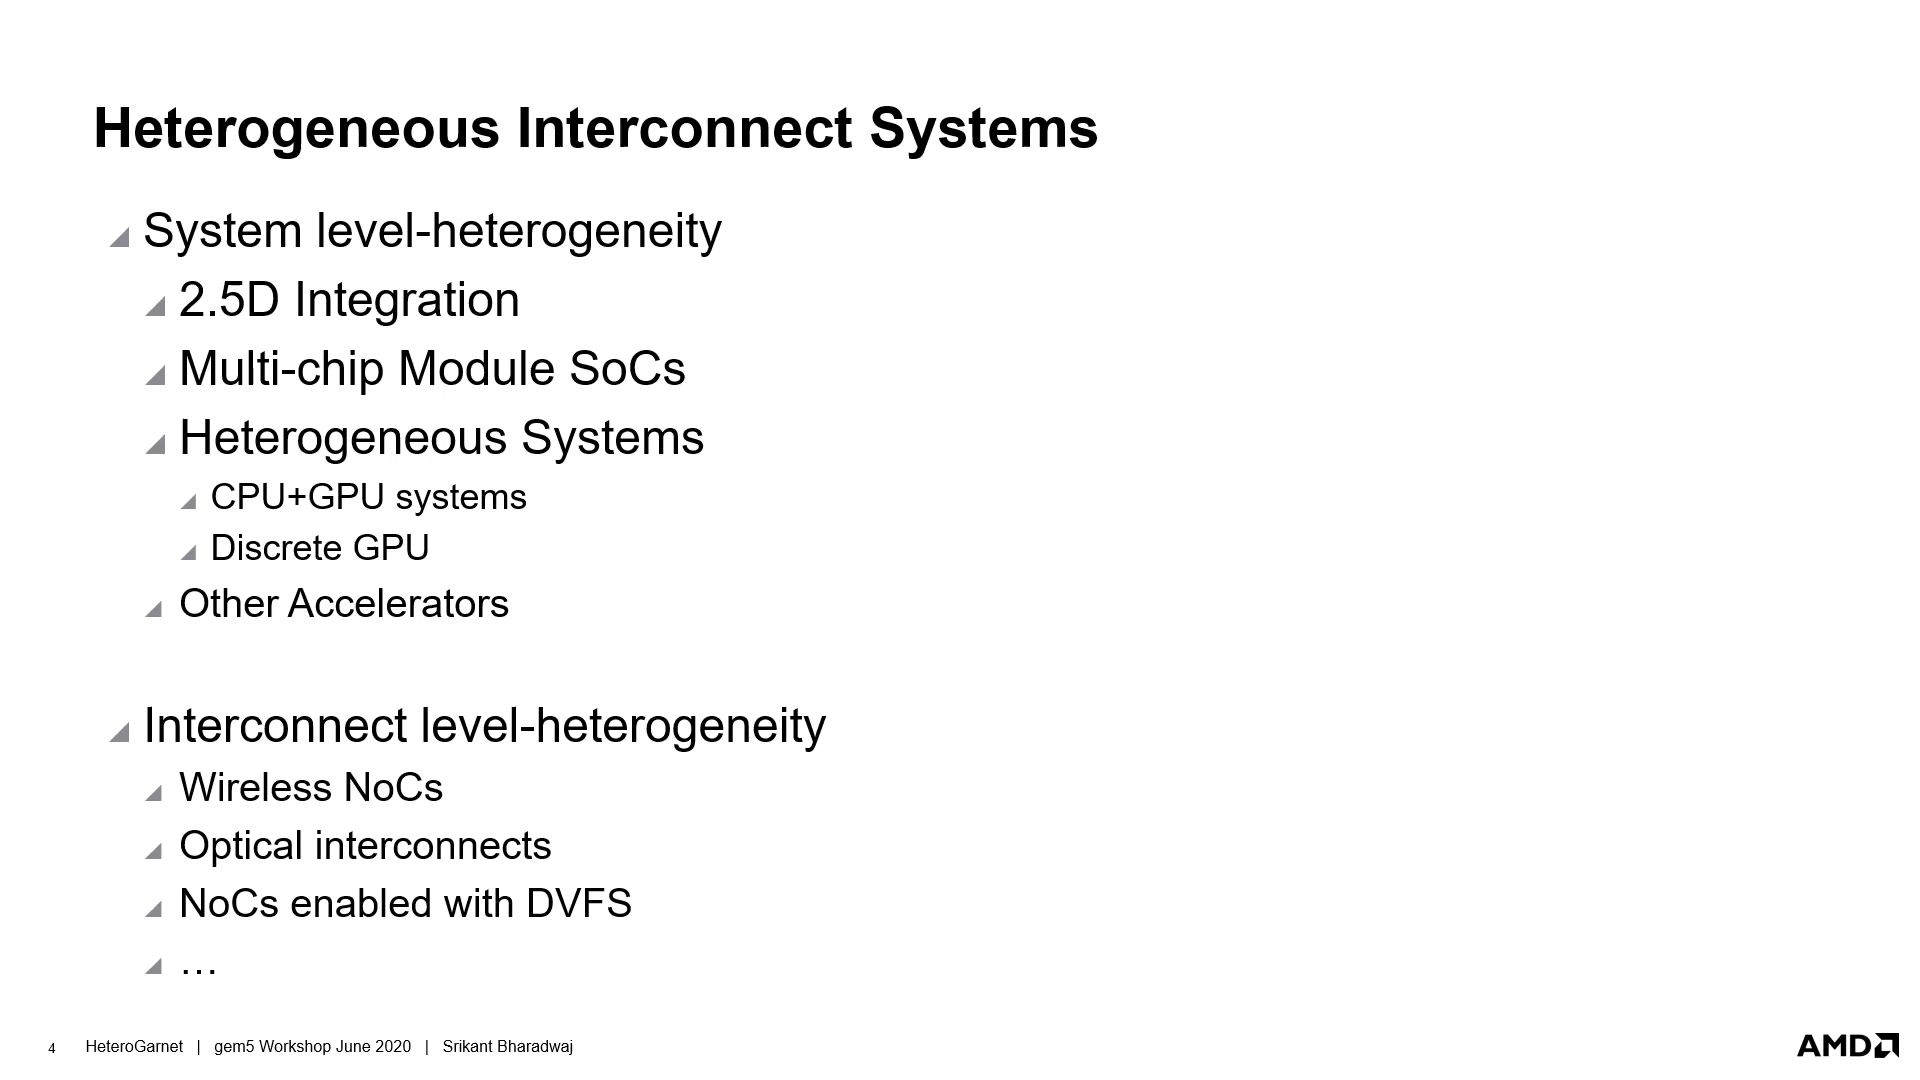 Heterogeneous Interconnect Systems
System level-heterogeneity
2.5D Integration
Multi-chip Module SoCs
Heterogeneous Systems
CPU+GPU systems
Discrete GPU
Other Accelerators
Interconnect level-heterogeneity
Wireless NoCs
Optical interconnects
NoCs enabled with DVFS
…
4 HeteroGarnet | gem5 Workshop June 2020 | Srikant Bharadwaj
AMD